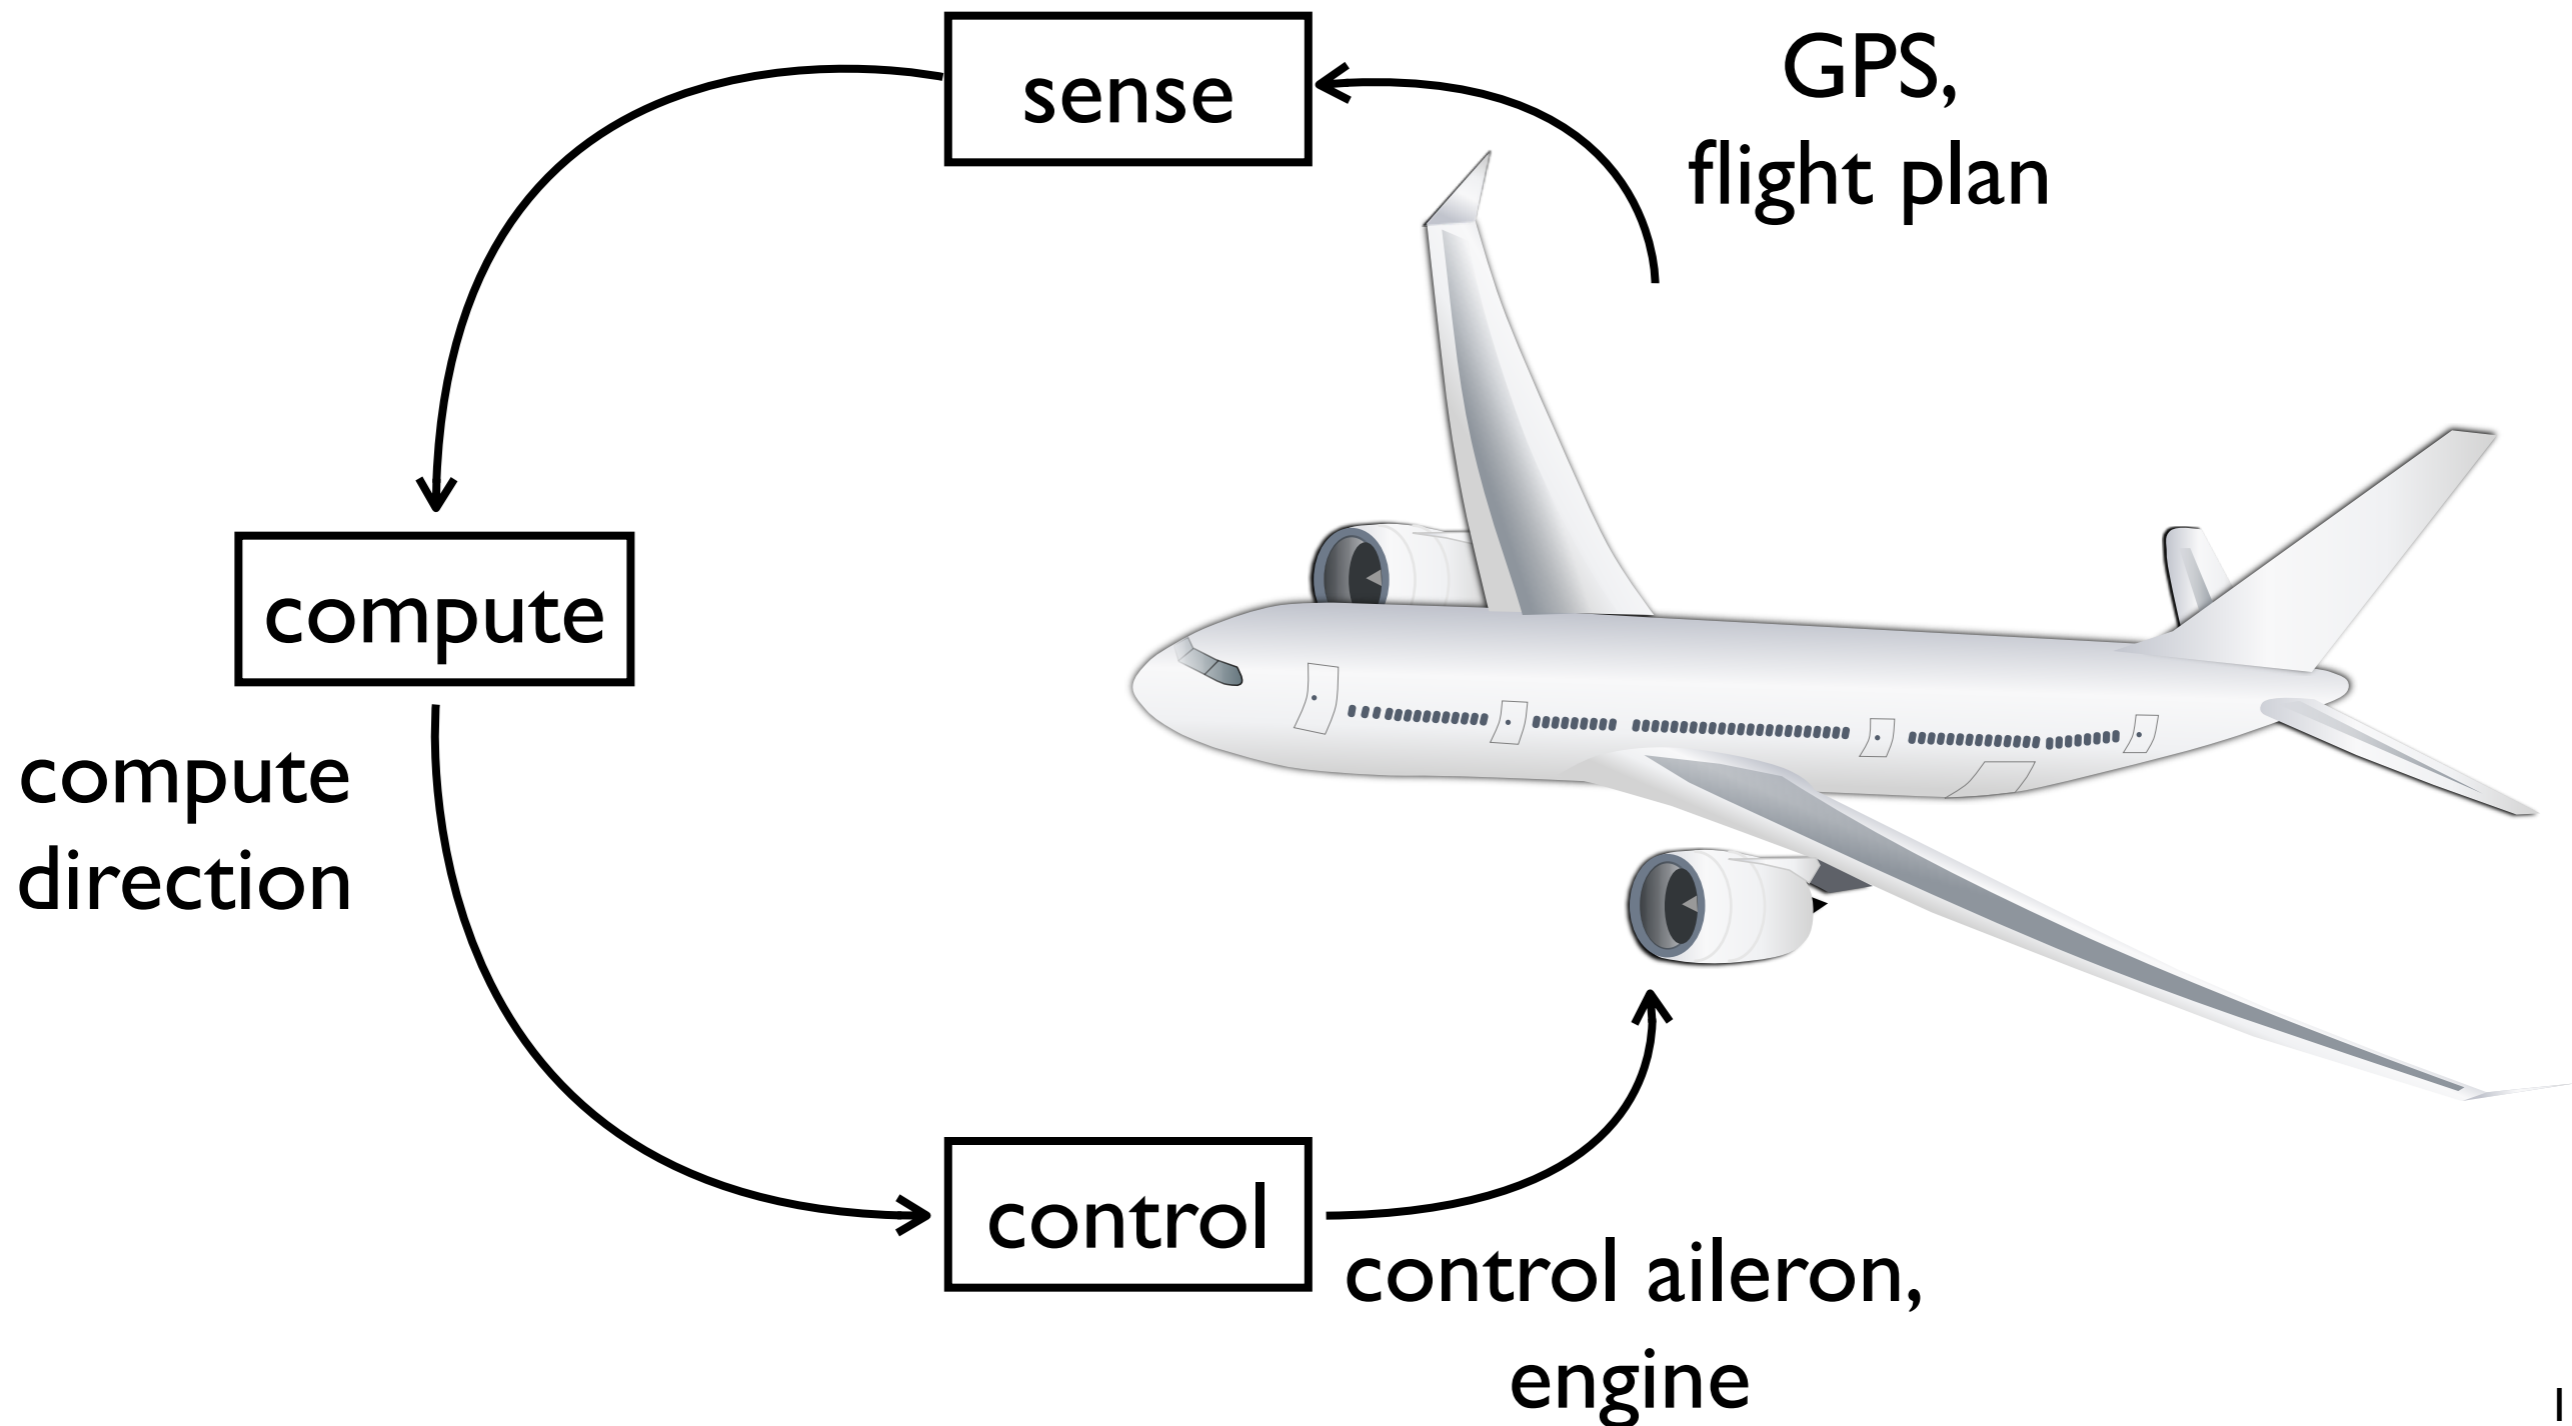 sense
GPS,
flight plan
compute
compute
direction
control
control aileron,
engine
1